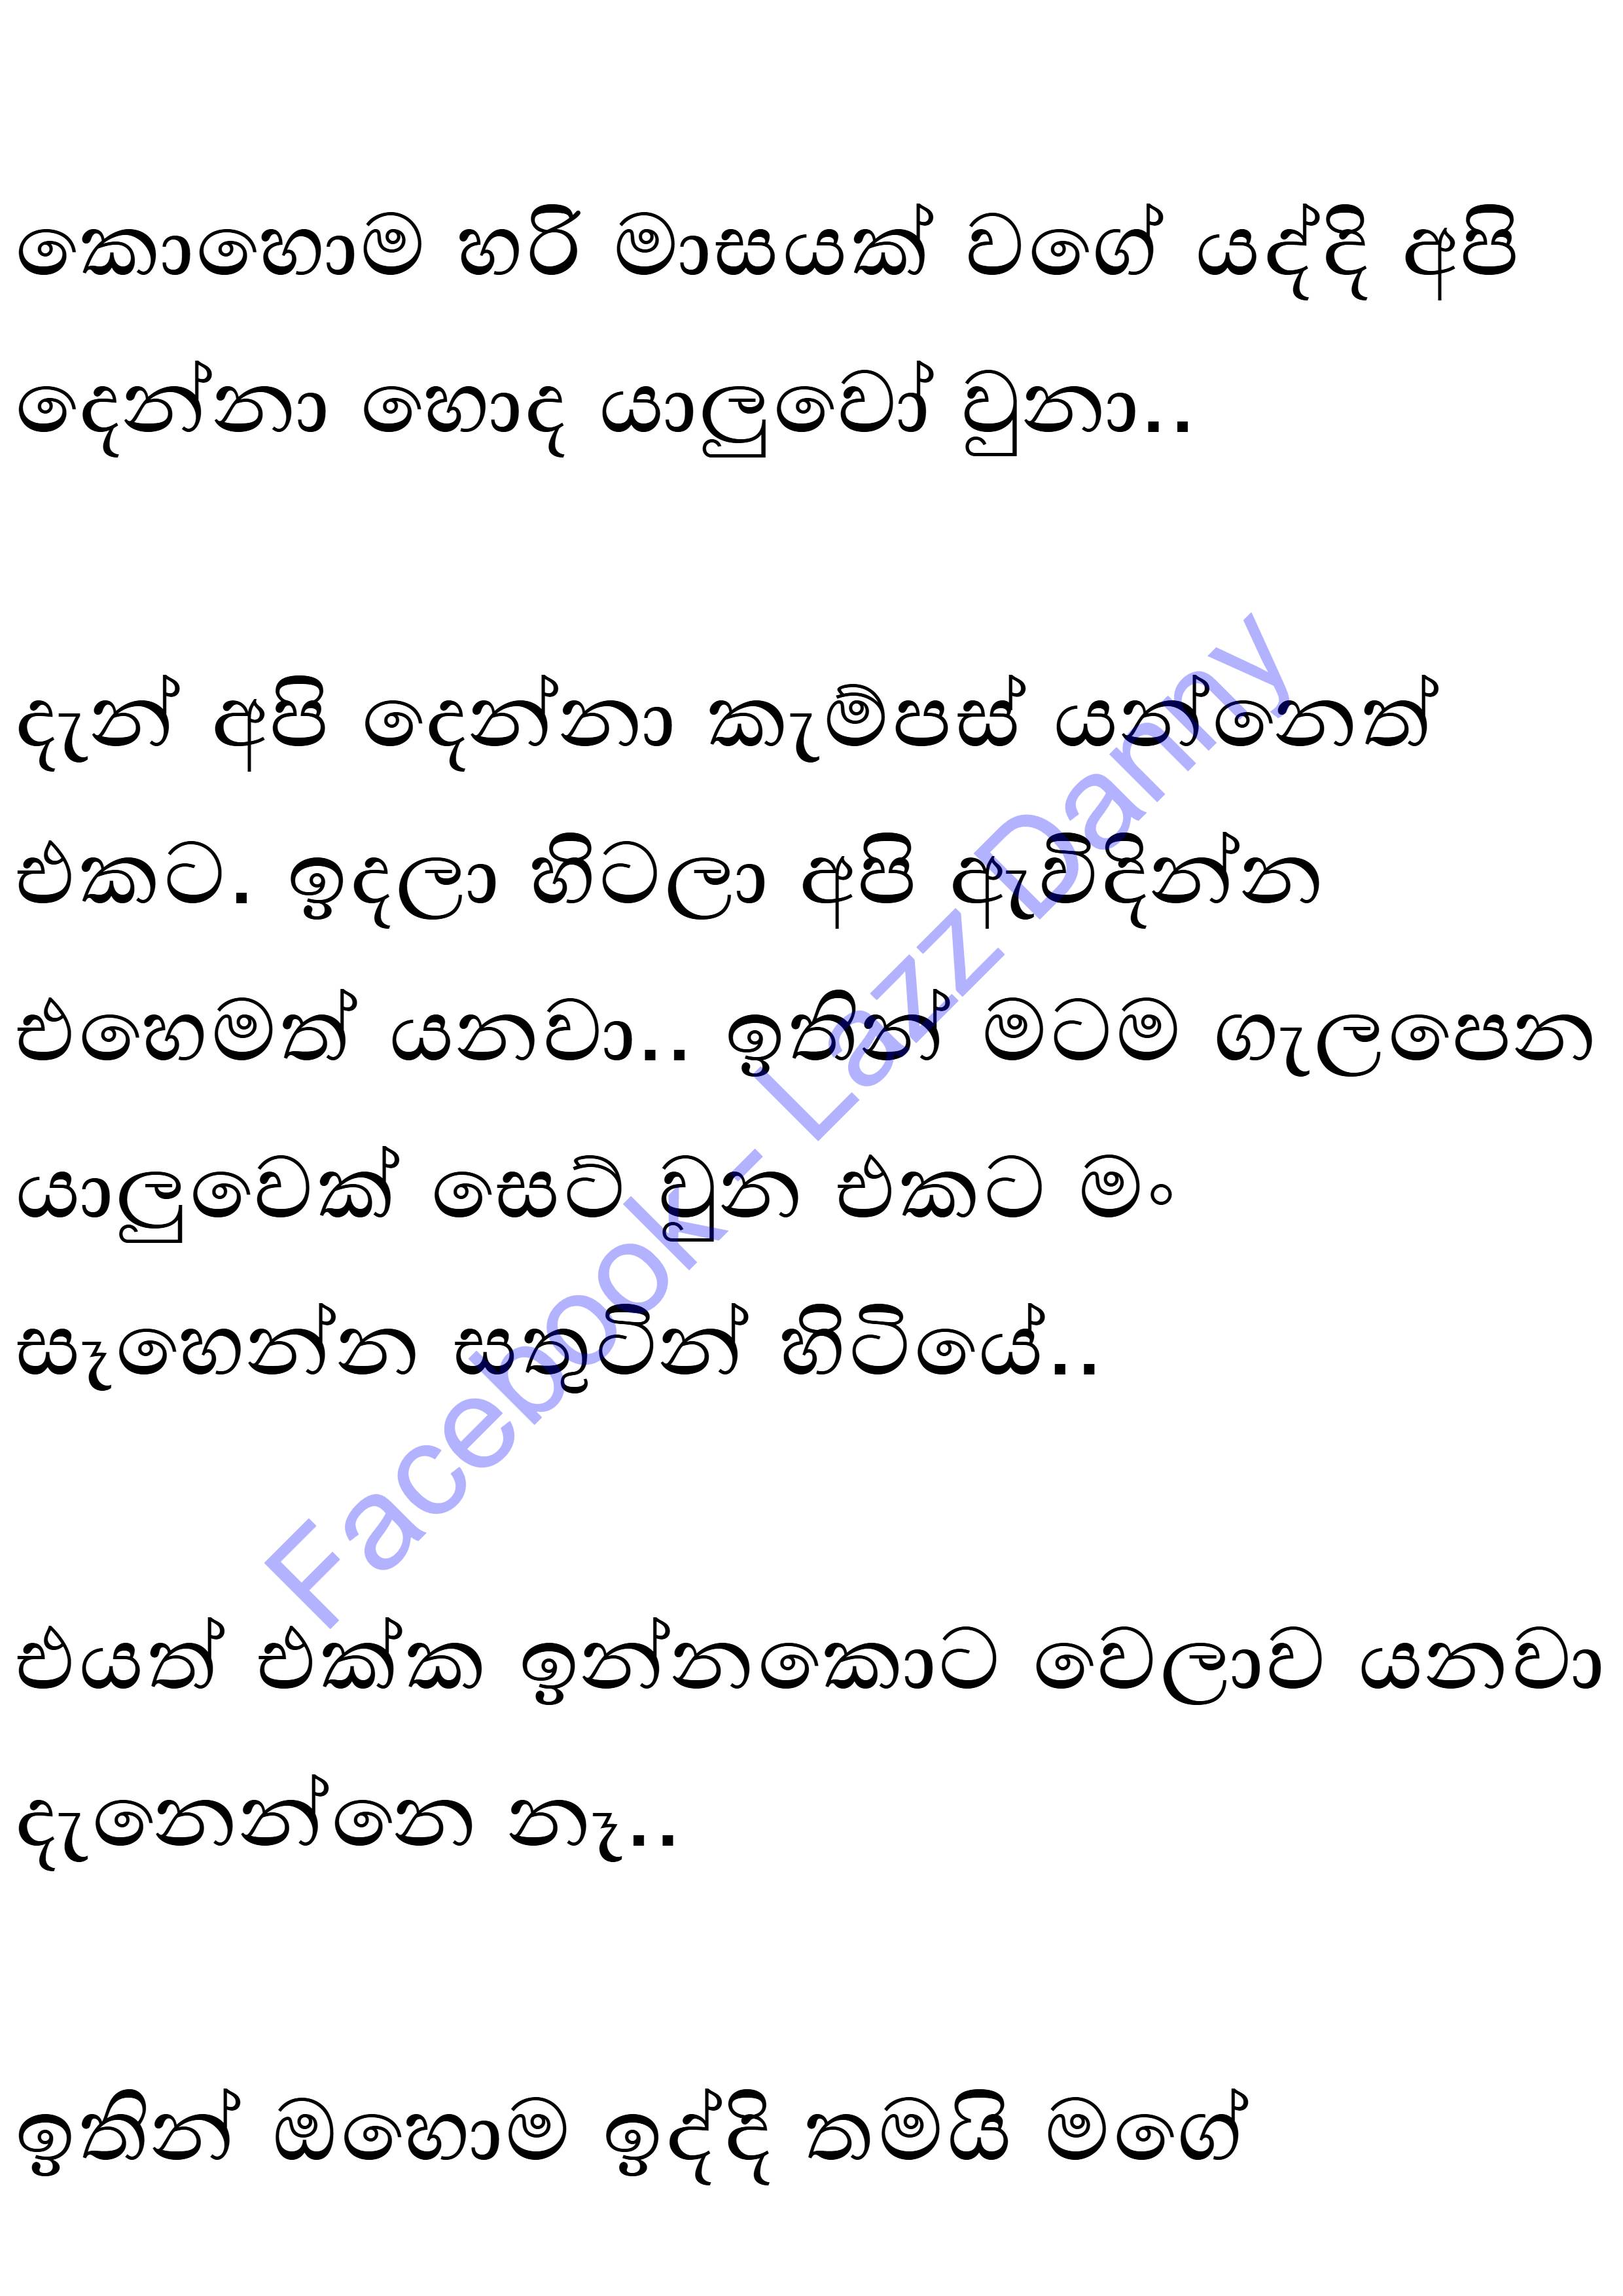 කොහොම හරි මාසයක් වගේ යද්දි අපි
දෙන්නා හොද යාලුවෝ වුනා..
දැන් අපි දෙන්නා කැම්පස් යන්නෙත්
එකට. ඉදලා හිටලා අපි ඇවිදින්න
එහෙමත් යනවා.. ඉතින් මටම ගැලපෙන
යාලුවෙක් සෙට් වුන එකට මං
සෑහෙන්න සතුටින් හිටියේ..
එයත් එක්ක ඉන්නකොට වෙලාව යනවා
දැනෙන්නෙ නෑ..
ඉතින් ඔහොම ඉද්දි තමයි මගේ
Facebook - Lazz Danny